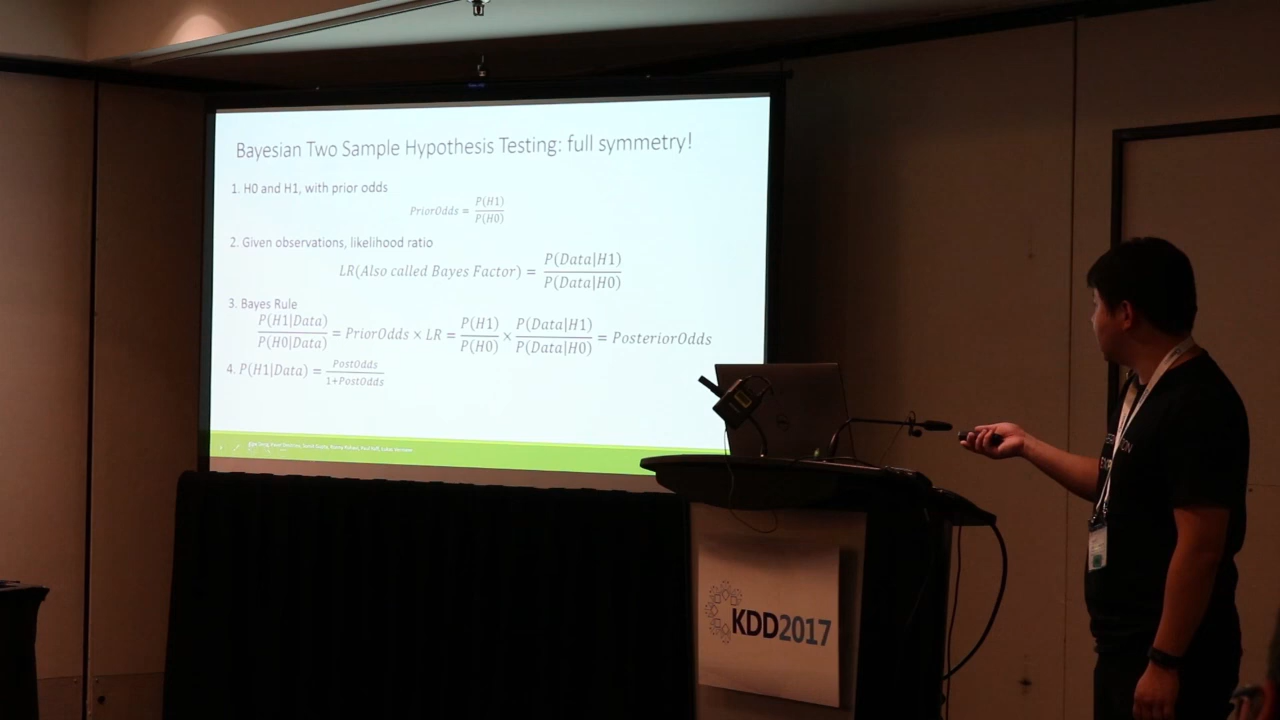 Bayesian Two Sample Hypothesis Testing: full symmetry!
1. H0 and H1, with prior odds
PriorOdds = P(H1)/P(H0)
2. Given observations, likelihood ratio
LR(Also called Bayes Factor) = P(Data|H1)/P(Data|H0)
3. Bayes Rule
P(H1|Data)/P(H0|Data) = PriorOdds × LR = P(H1)/P(H0) × P(Data|H1)/P(Data|H0) = PosteriorOdds
4. P(H1|Data) = PostOdds/1+PostOdds
KDD2017